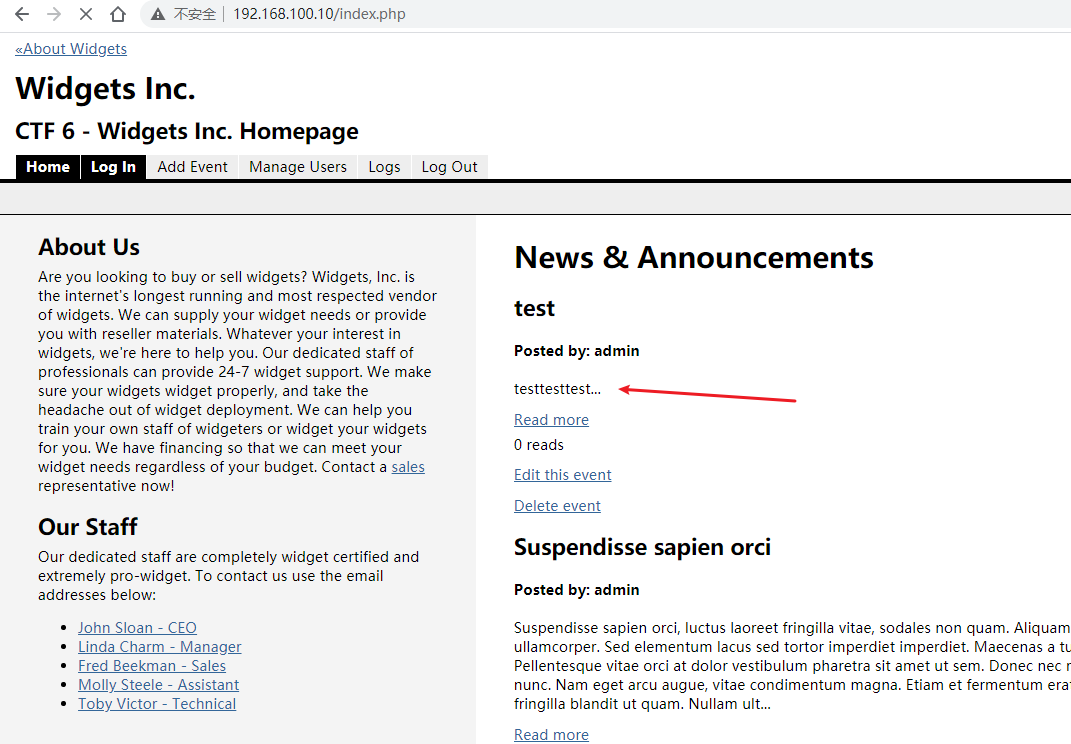 不安全 192.168.100.10/index.php
«About Widgets
Widgets Inc.
CTF 6 - Widgets Inc. Homepage
Home Log In Add Event Manage Users Logs Log Out
About Us
Are you looking to buy or sell widgets? Widgets, Inc. is
the internet's longest running and most respected vendor
of widgets. We can supply your widget needs or provide
you with reseller materials. Whatever your interest in
widgets, we're here to help you. Our dedicated staff of
professionals can provide 24-7 widget support. We make
sure your widgets widget properly, and take the
headache out of widget deployment. We can help you
train your own staff of widgeters or widget your widgets
for you. We have financing so that we can meet your
widget needs regardless of your budget. Contact a sales
representative now!
Our Staff
Our dedicated staff are completely widget certified and
extremely pro-widget. To contact us use the email
addresses below:
John Sloan - CEO
Linda Charm - Manager
Fred Beekman - Sales
Molly Steele - Assistant
Toby Victor - Technical
News & Announcements
test
Posted by: admin
testtesttest...
Read more
0 reads
Edit this event
Delete event
Suspendisse sapien orci
Posted by: admin
Suspendisse sapien orci, luctus laoreet fringilla vitae, sodales non quam. Aliquam
ullamcorper. Sed elementum lacus sed tortor imperdiet imperdiet. Maecenas a
Pellentesque vitae orci at dolor vestibulum pharetra sit amet ut sem. Donec nec
nunc. Nam eget arcu augue, vitae condimentum magna. Etiam et fermentum
fringilla blandit ut quam. Nullam ult...
Read more